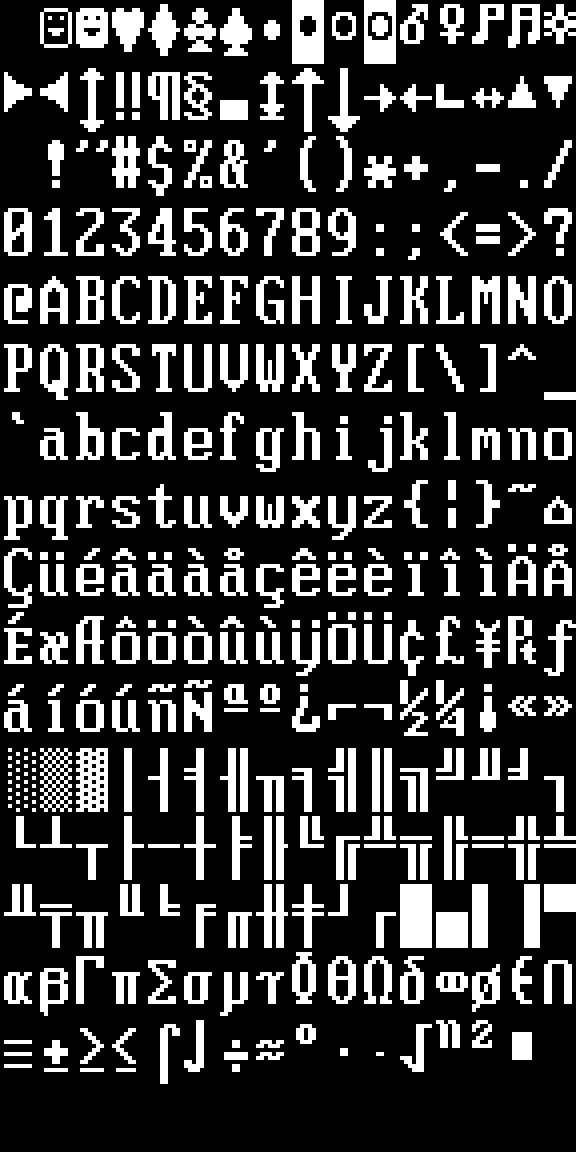 ☺☻♥♦♣♠•◘○◙♂♀♪♫☼
►◄↕‼¶§▬↨↑↓→←∟↔▲▼
!"#$%&'()*+,-./
0123456789:;<=>?
@ABCDEFGHIJKLMNO
PQRSTUVWXYZ[\]^_
`abcdefghijklmno
pqrstuvwxyz{¦}~⌂
ÇüéâäàåçêëèïîìÄÅ
ÉæÆôöòûùÿÖÜ¢£¥₧ƒ
áíóúñÑªº¿⌐¬½¼¡«»
░▒▓│┤╡╢╖╕╣║╗╝╜╛┐
└┴┬├─┼╞╟╚╔╩╦╠═╬╧
╨╤╥╙╘╒╓╫╪┘┌█▄▌▐▀
αßΓπΣσµτΦΘΩδ∞φε∩
≡±≥≤⌠⌡÷≈°∙·√ⁿ²■